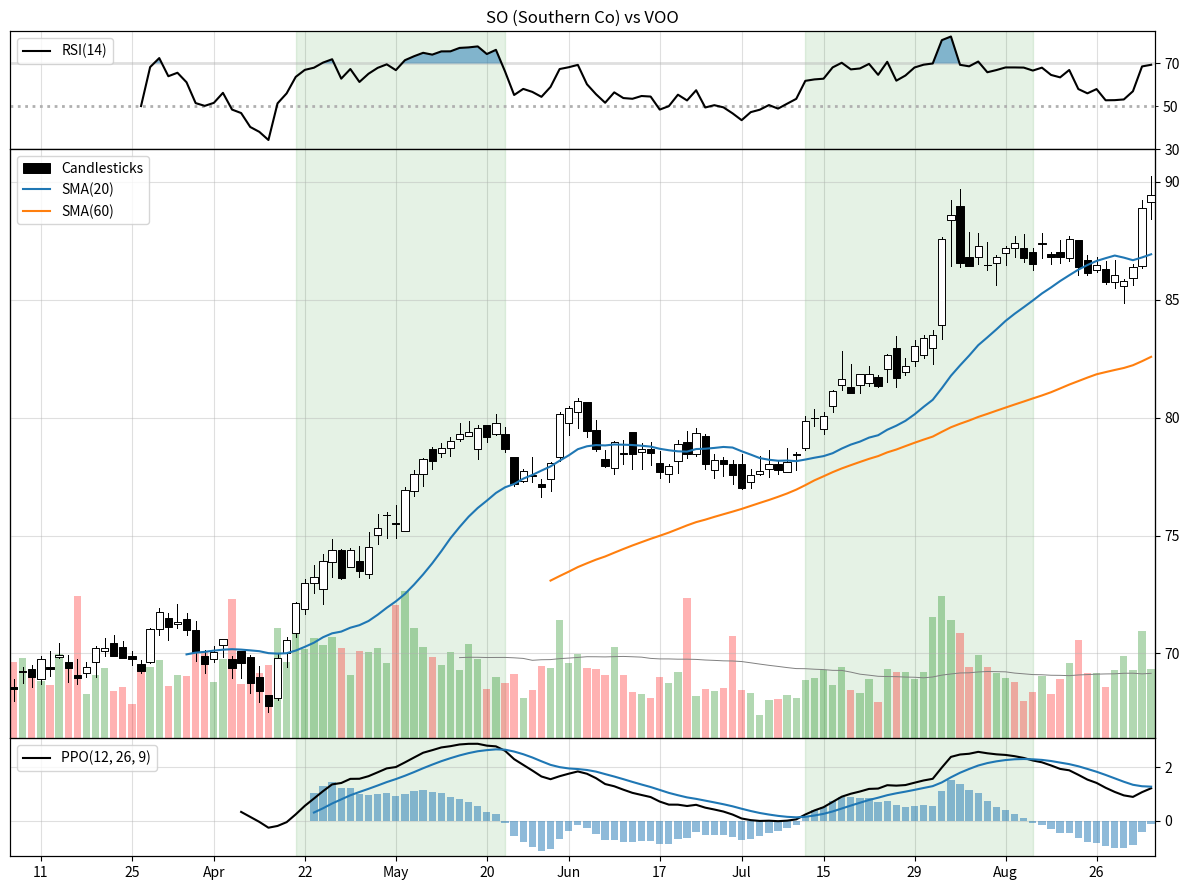 SO (Southern Co) vs VOO
RSI(14)
70
50
30
Candlesticks
SMA(20)
SMA(60)
90
85
80
75
70
PPO(12, 26, 9)
2
0
11 25 Apr 22 May 20 Jun 17 Jul 15 29 Aug 26